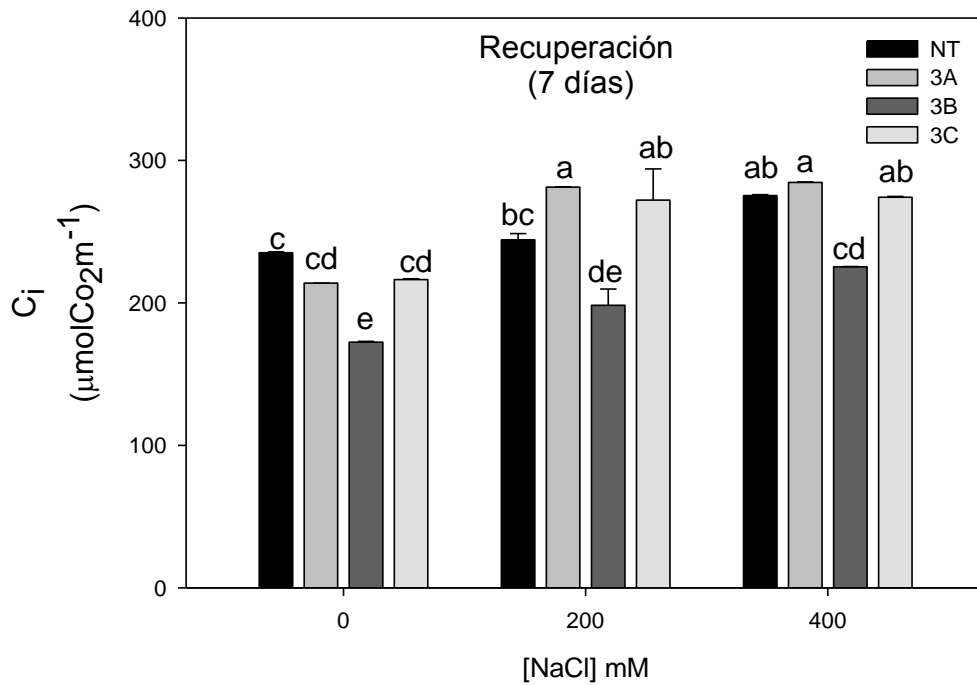 400
300
200
100
0
C i
(μmolCo2m-1)
Recuperación
(7 días)
NT
3A
3B
3C
c
cd
e
cd
bc
a
de
ab
ab
a
cd
ab
0 200 400
[NaCl] mM